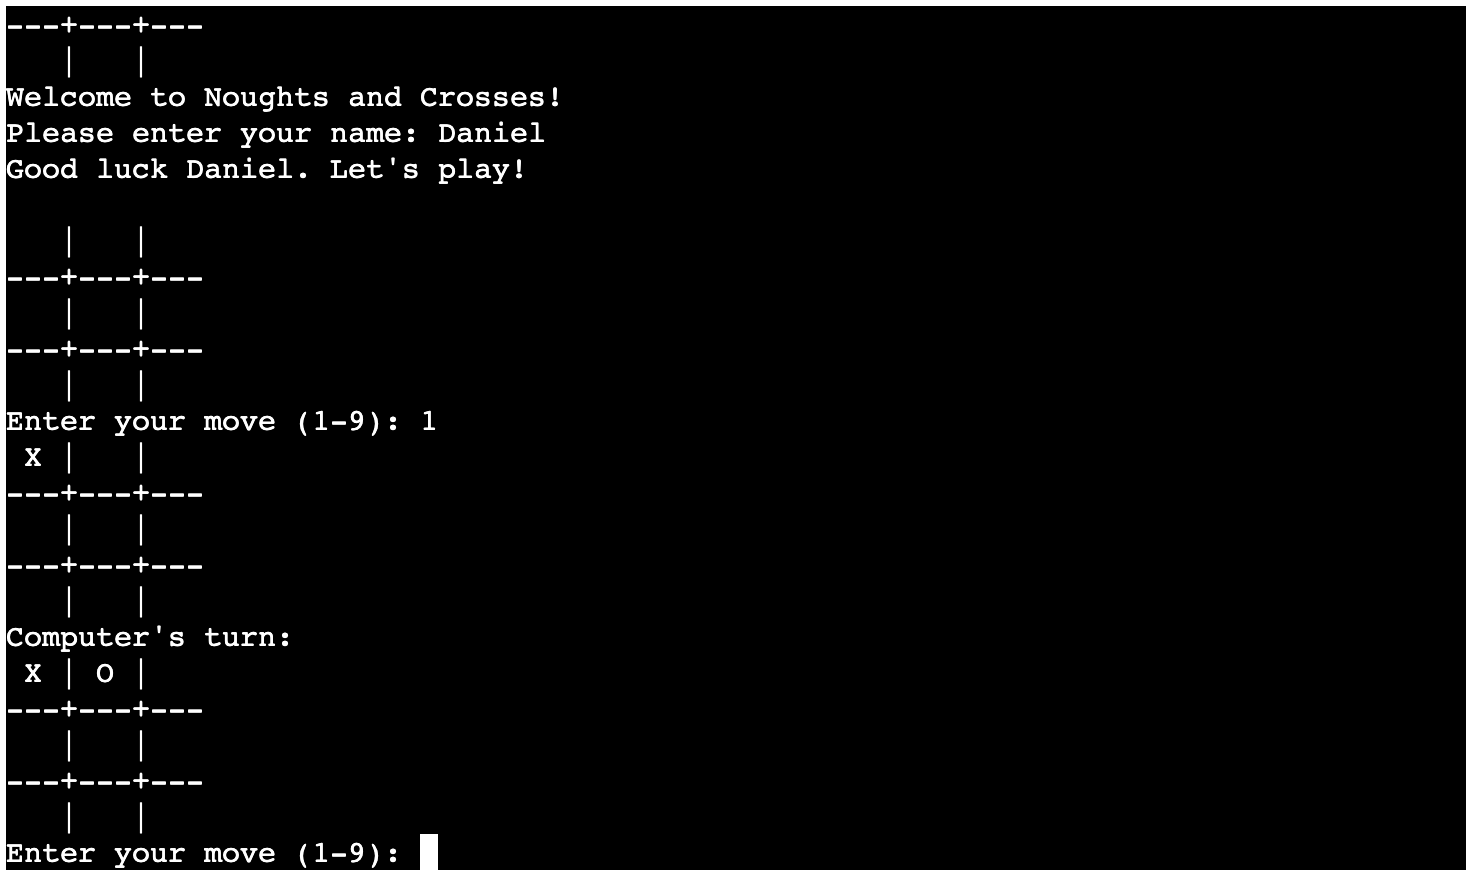 ---+---+---
   |   |
Welcome to Noughts and Crosses!
Please enter your name: Daniel
Good luck Daniel. Let's play!

   |   |
---+---+---
   |   |
---+---+---
   |   |
Enter your move (1-9): 1
 X |   |
---+---+---
   |   |
---+---+---
   |   |
Computer's turn:
 X | O |
---+---+---
   |   |
---+---+---
   |   |
Enter your move (1-9):